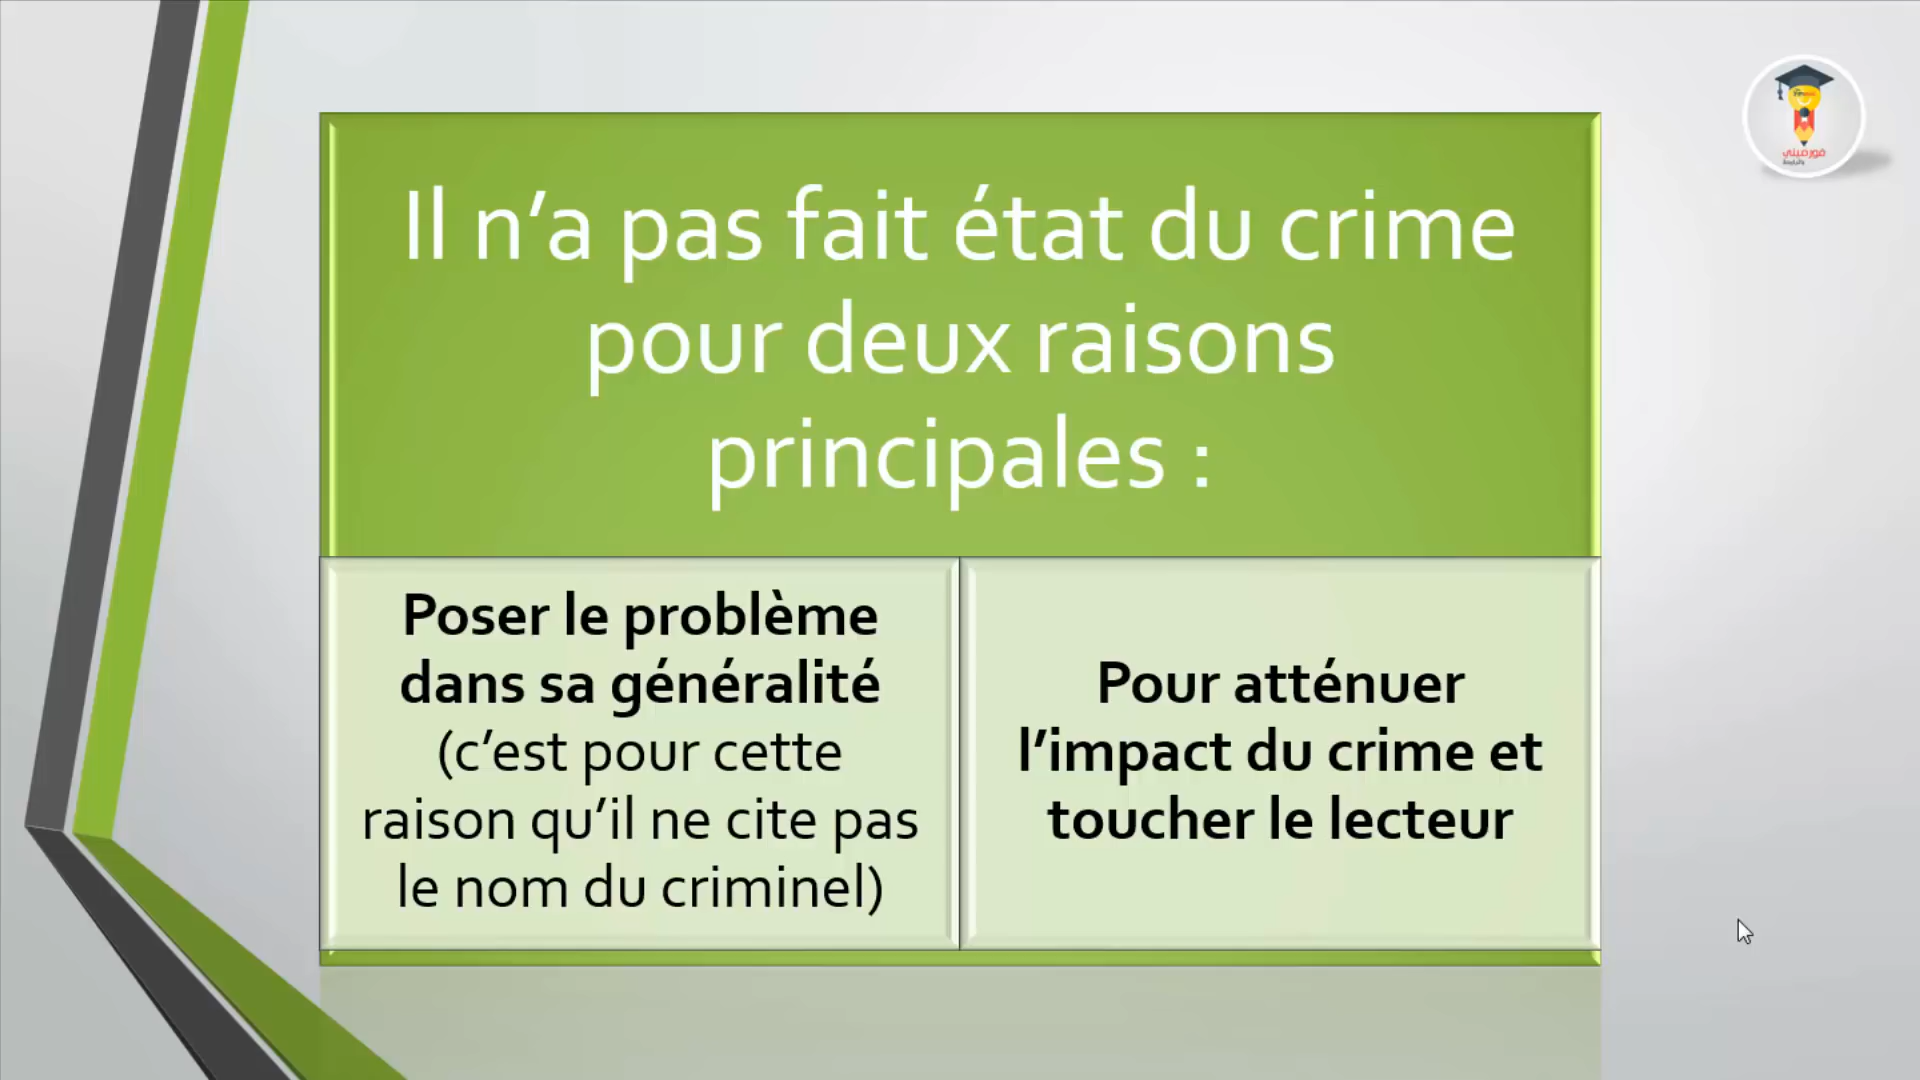 Il n’a pas fait état du crime
pour deux raisons
principales :
Poser le problème
dans sa généralité
(c’est pour cette
raison qu’il ne cite pas
le nom du criminel)
Pour atténuer
l’impact du crime et
toucher le lecteur